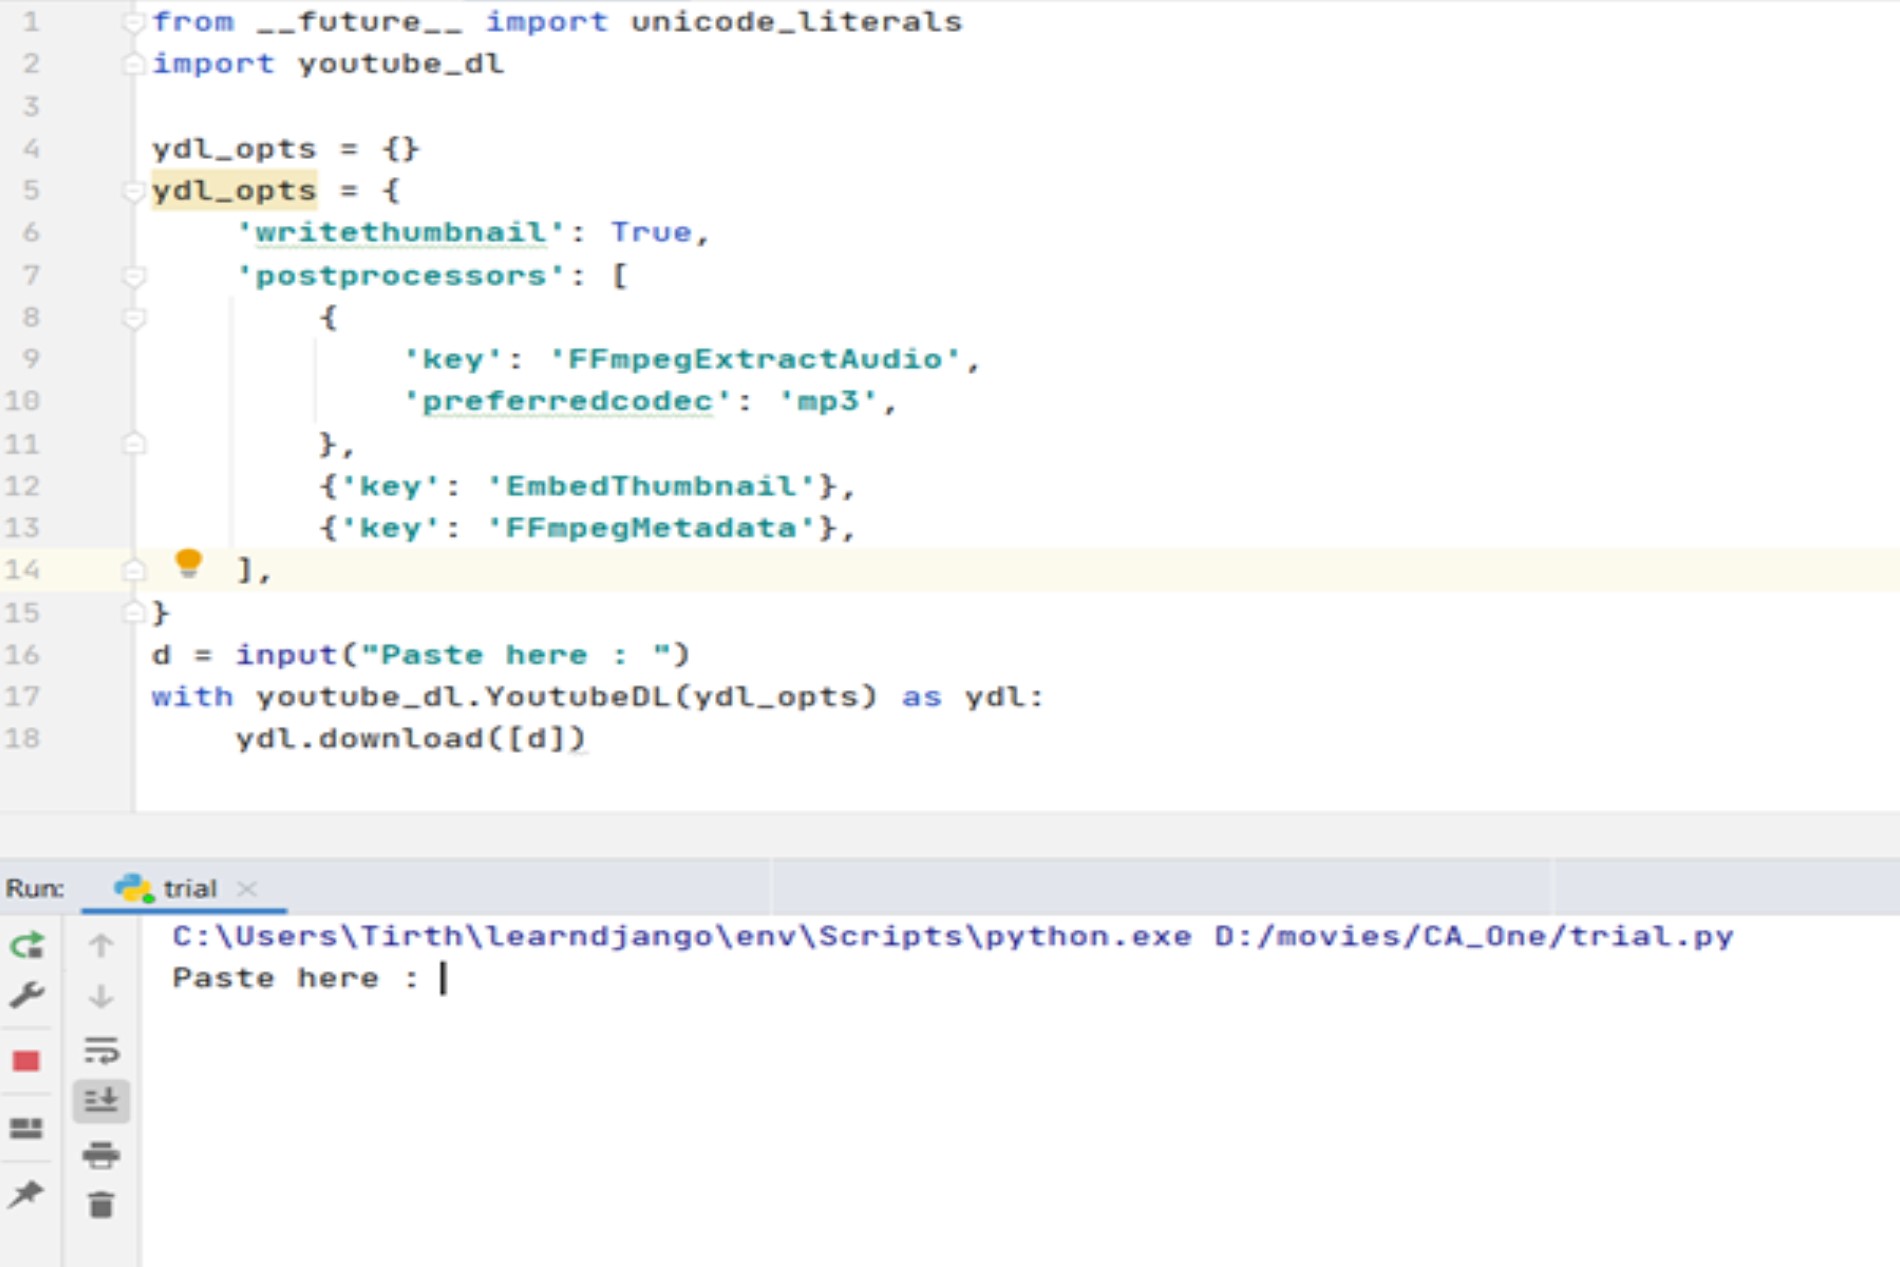 1 from __future__ import unicode_literals
2 import youtube_dl
3
4 ydl_opts = {}
5 ydl_opts = {
6 'writethumbnail': True,
7 'postprocessors': [
8 {
9 'key': 'FFmpegExtractAudio',
10 'preferredcodec': 'mp3',
11 },
12 {'key': 'EmbedThumbnail'},
13 {'key': 'FFmpegMetadata'},
14 ],
15 }
16 d = input("Paste here : ")
17 with youtube_dl.YoutubeDL(ydl_opts) as ydl:
18 ydl.download([d])
Run: trial
C:\Users\Tirth\learndjango\env\Scripts\python.exe D:/movies/CA_One/trial.py
Paste here :